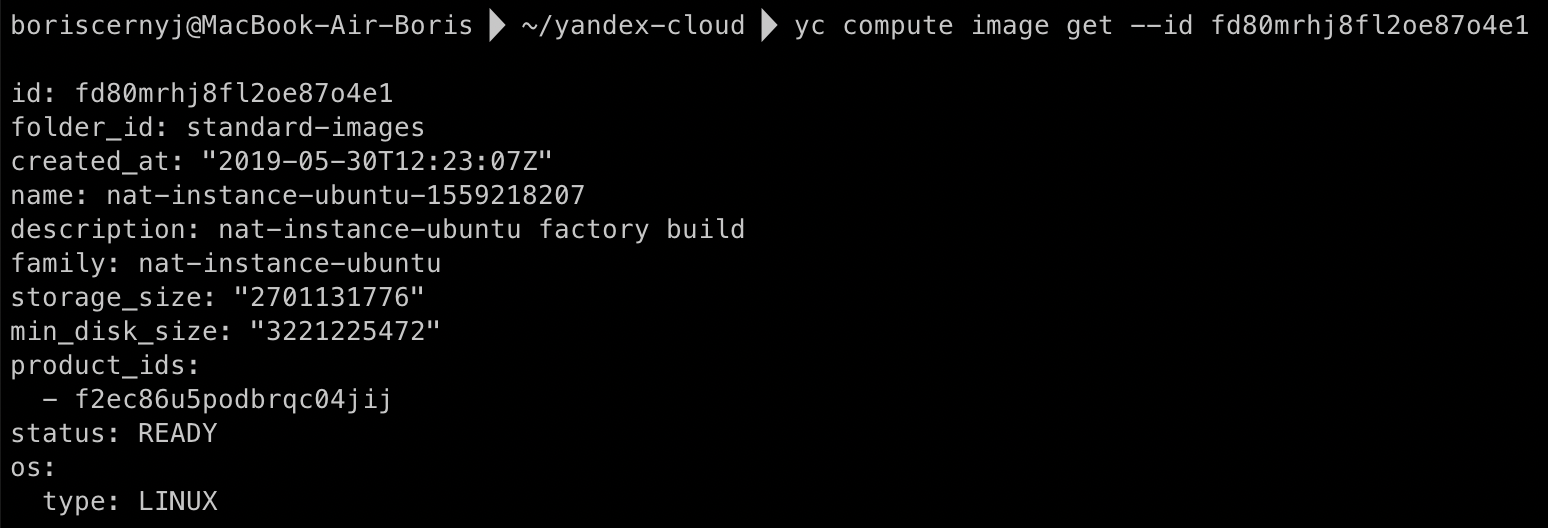 boriscernyj@MacBook-Air-Boris ~/yandex-cloud yc compute image get --id fd80mrhj8fl2oe87o4e1
id: fd80mrhj8fl2oe87o4e1
folder_id: standard-images
created_at: "2019-05-30T12:23:07Z"
name: nat-instance-ubuntu-1559218207
description: nat-instance-ubuntu factory build
family: nat-instance-ubuntu
storage_size: "2701131776"
min_disk_size: "3221225472"
product_ids:
  - f2ec86u5podbrqc04jij
status: READY
os:
  type: LINUX